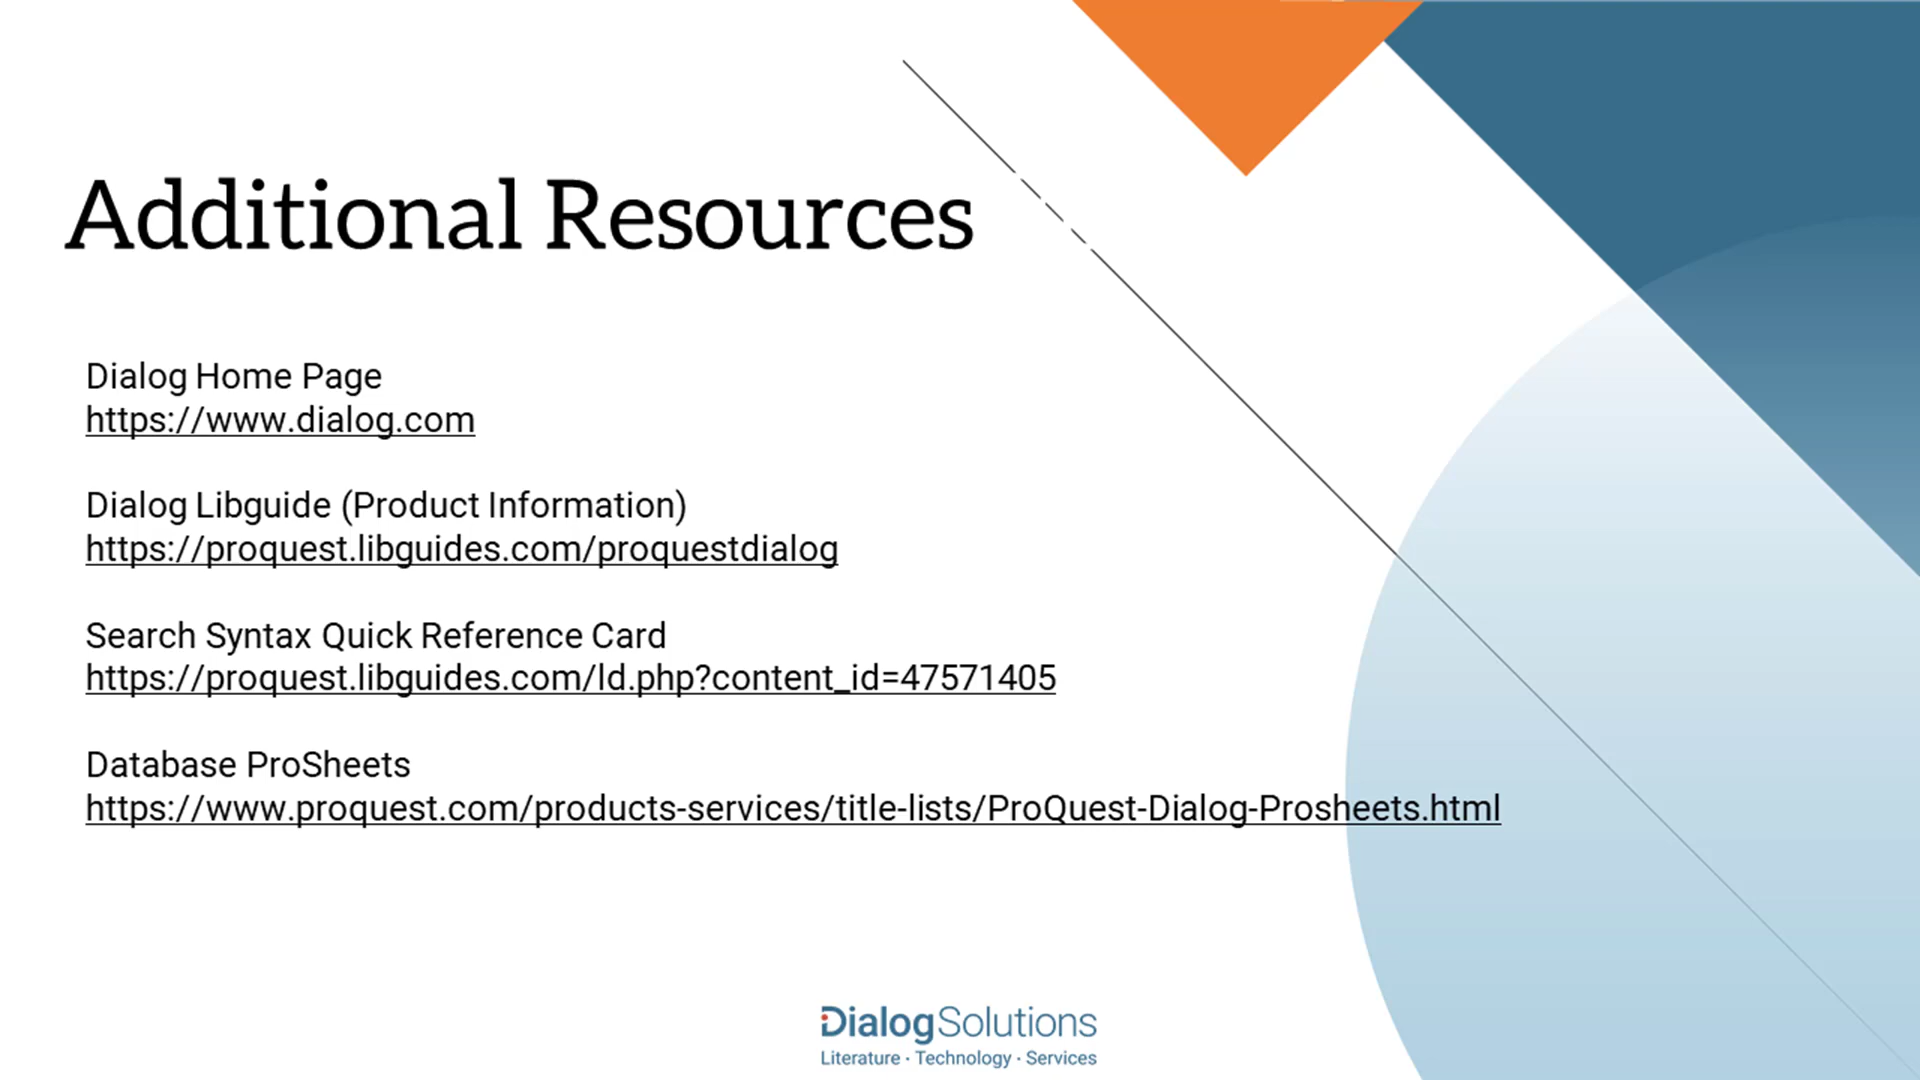 Additional Resources
Dialog Home Page
https://www.dialog.com
Dialog Libguide (Product Information)
https://proquest.libguides.com/proquestdialog
Search Syntax Quick Reference Card
https://proquest.libguides.com/ld.php?content_id=47571405
Database ProSheets
https://www.proquest.com/products-services/title-lists/ProQuest-Dialog-Prosheets.html
DialogSolutions
Literature · Technology · Services